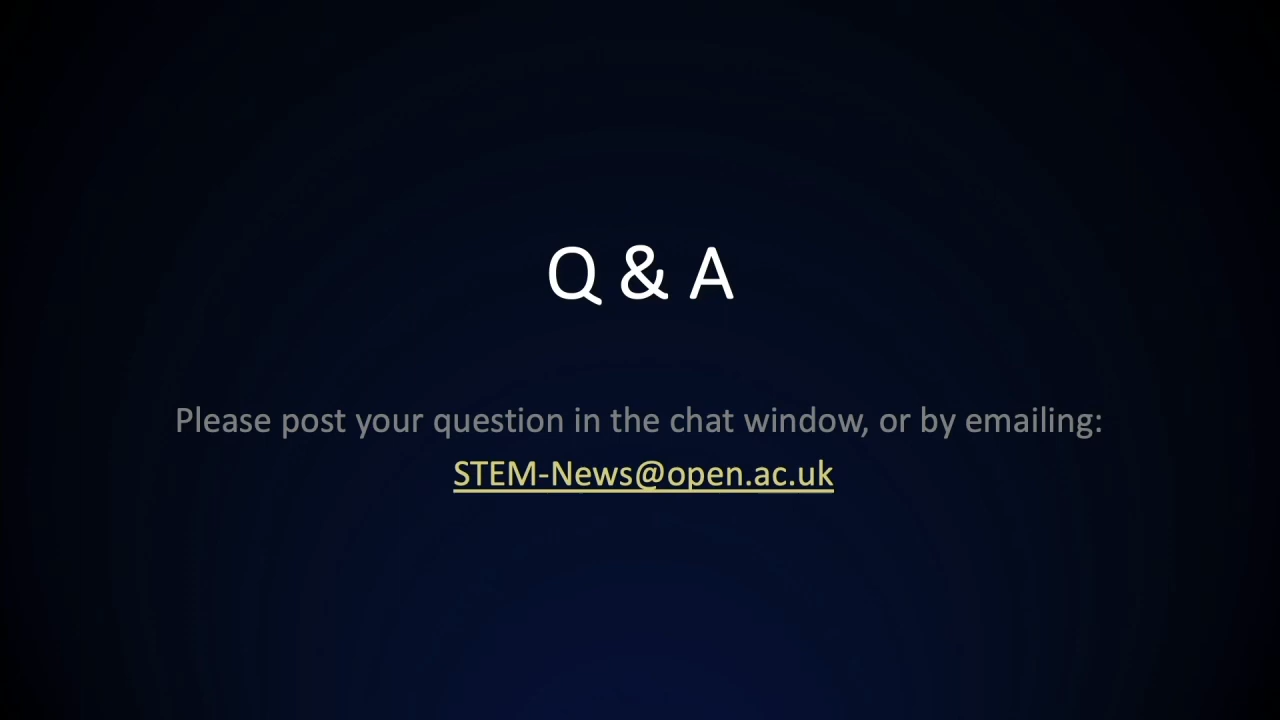 Q & A
Please post your question in the chat window, or by emailing:
STEM-News@open.ac.uk